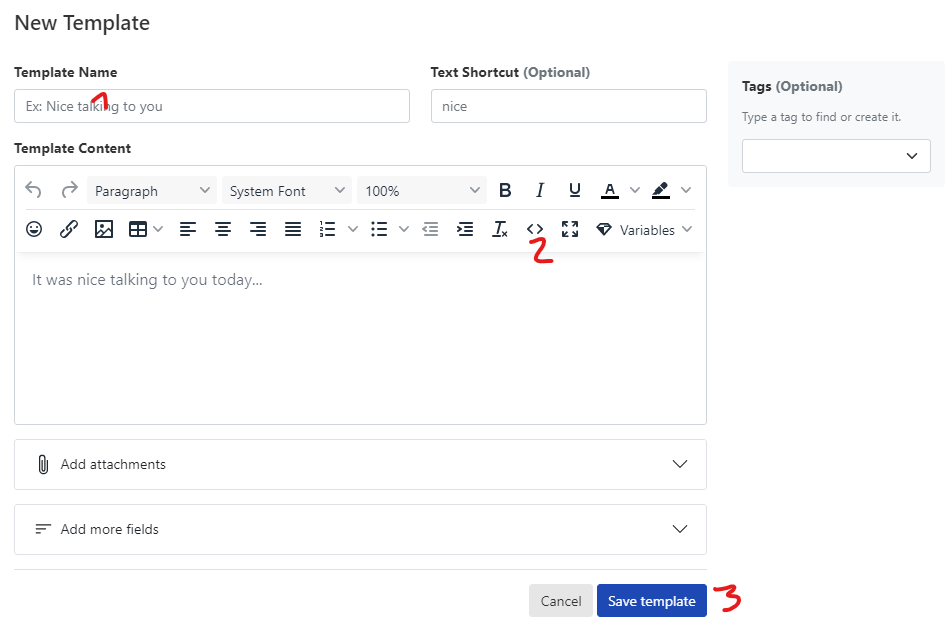 New Template
Template Name
Text Shortcut (Optional)
Tags (Optional)
Ex: Nice talking to you
1
nice
Type a tag to find or create it.
Template Content
Paragraph
System Font
100%
B I U A
Variables
2
It was nice talking to you today...
Add attachments
Add more fields
Cancel
Save template
3